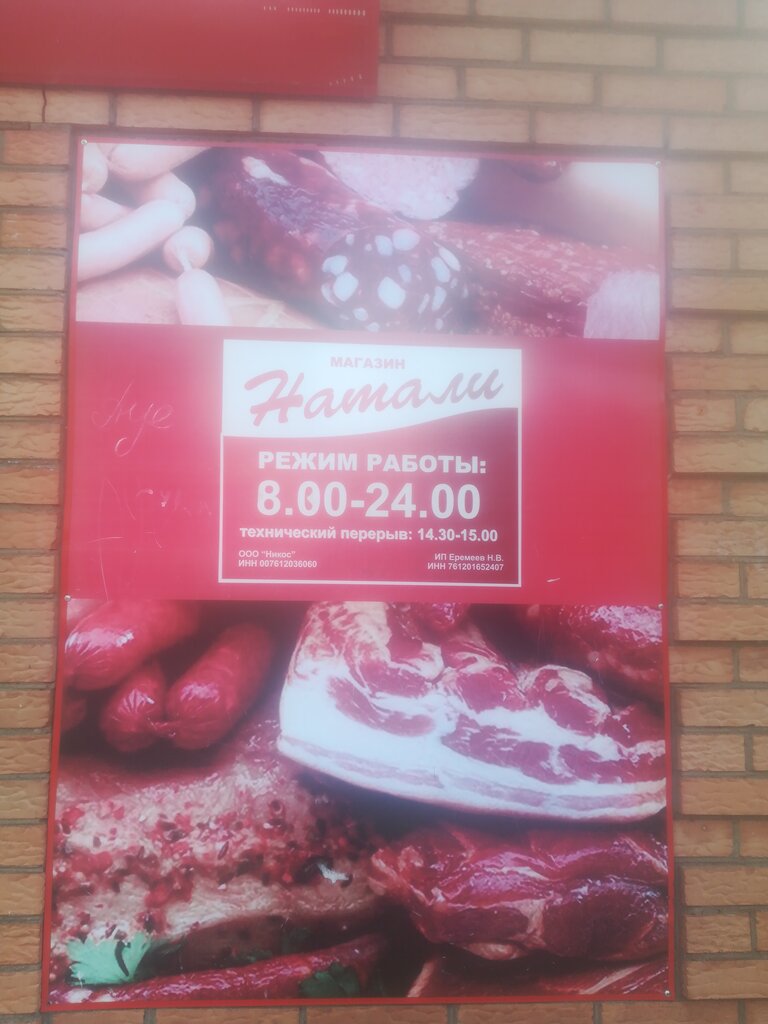 МАГАЗИН
Натали
РЕЖИМ РАБОТЫ:
8.00-24.00
технический перерыв: 14.30-15.00
ООО "Никос"
ИНН 007612036060
ИП Еремеев Н.В.
ИНН 761201652407